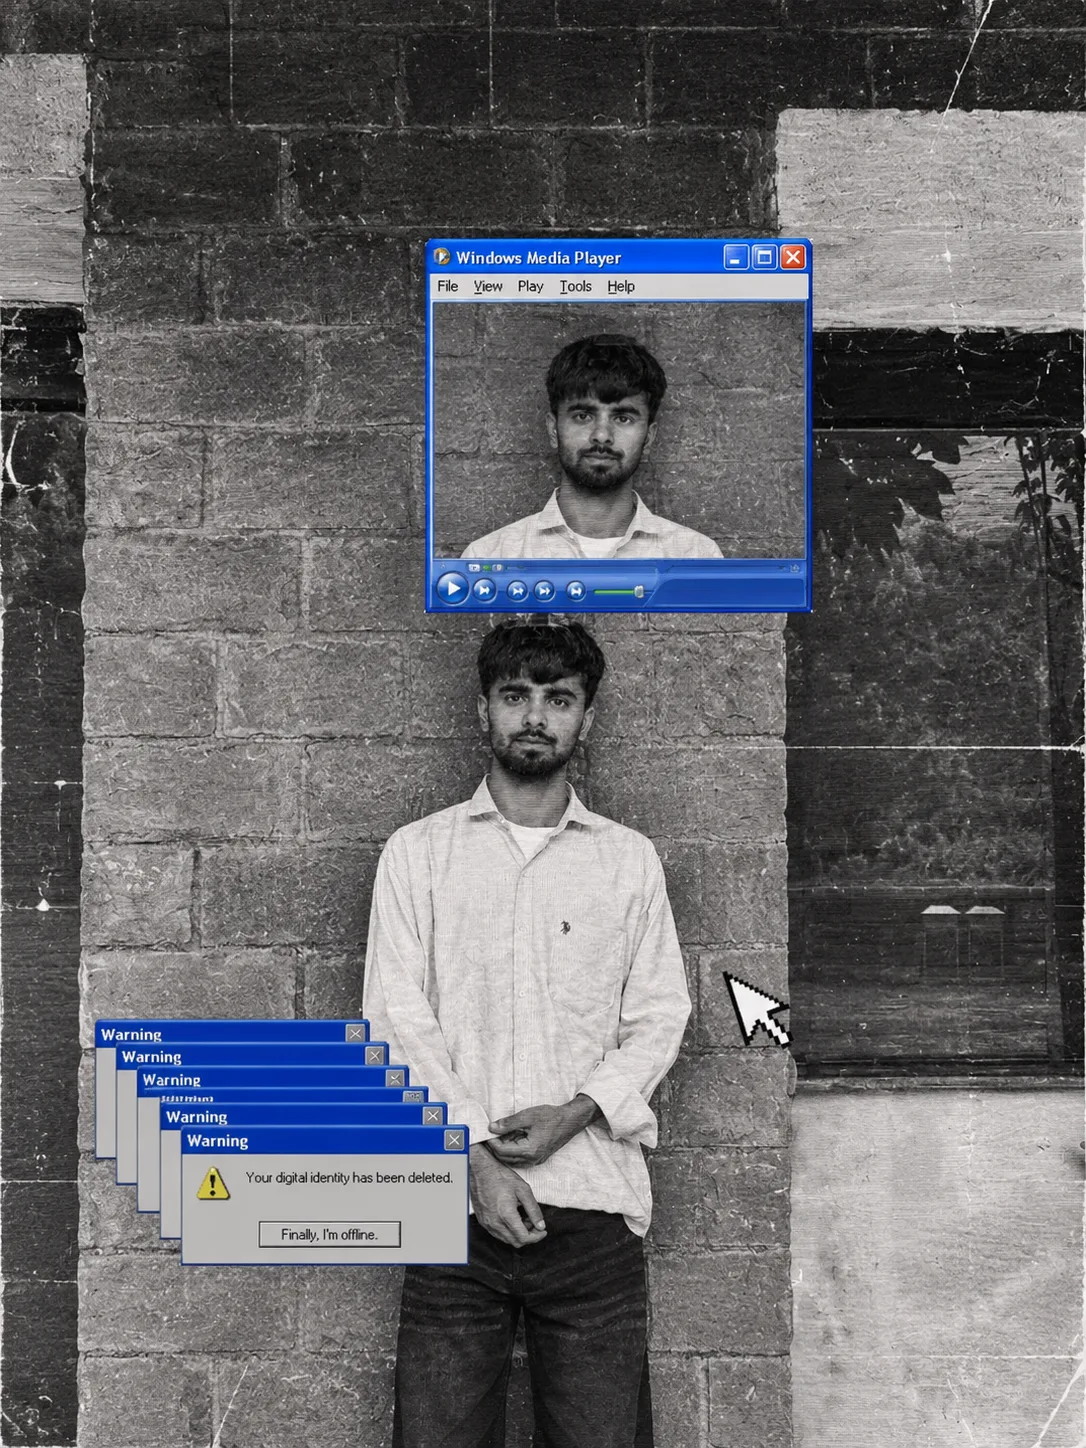 Windows Media Player
File View Play Tools Help
Warning
Warning
Warning
Warning
Warning
Your digital identity has been deleted.
Finally, I'm offline.